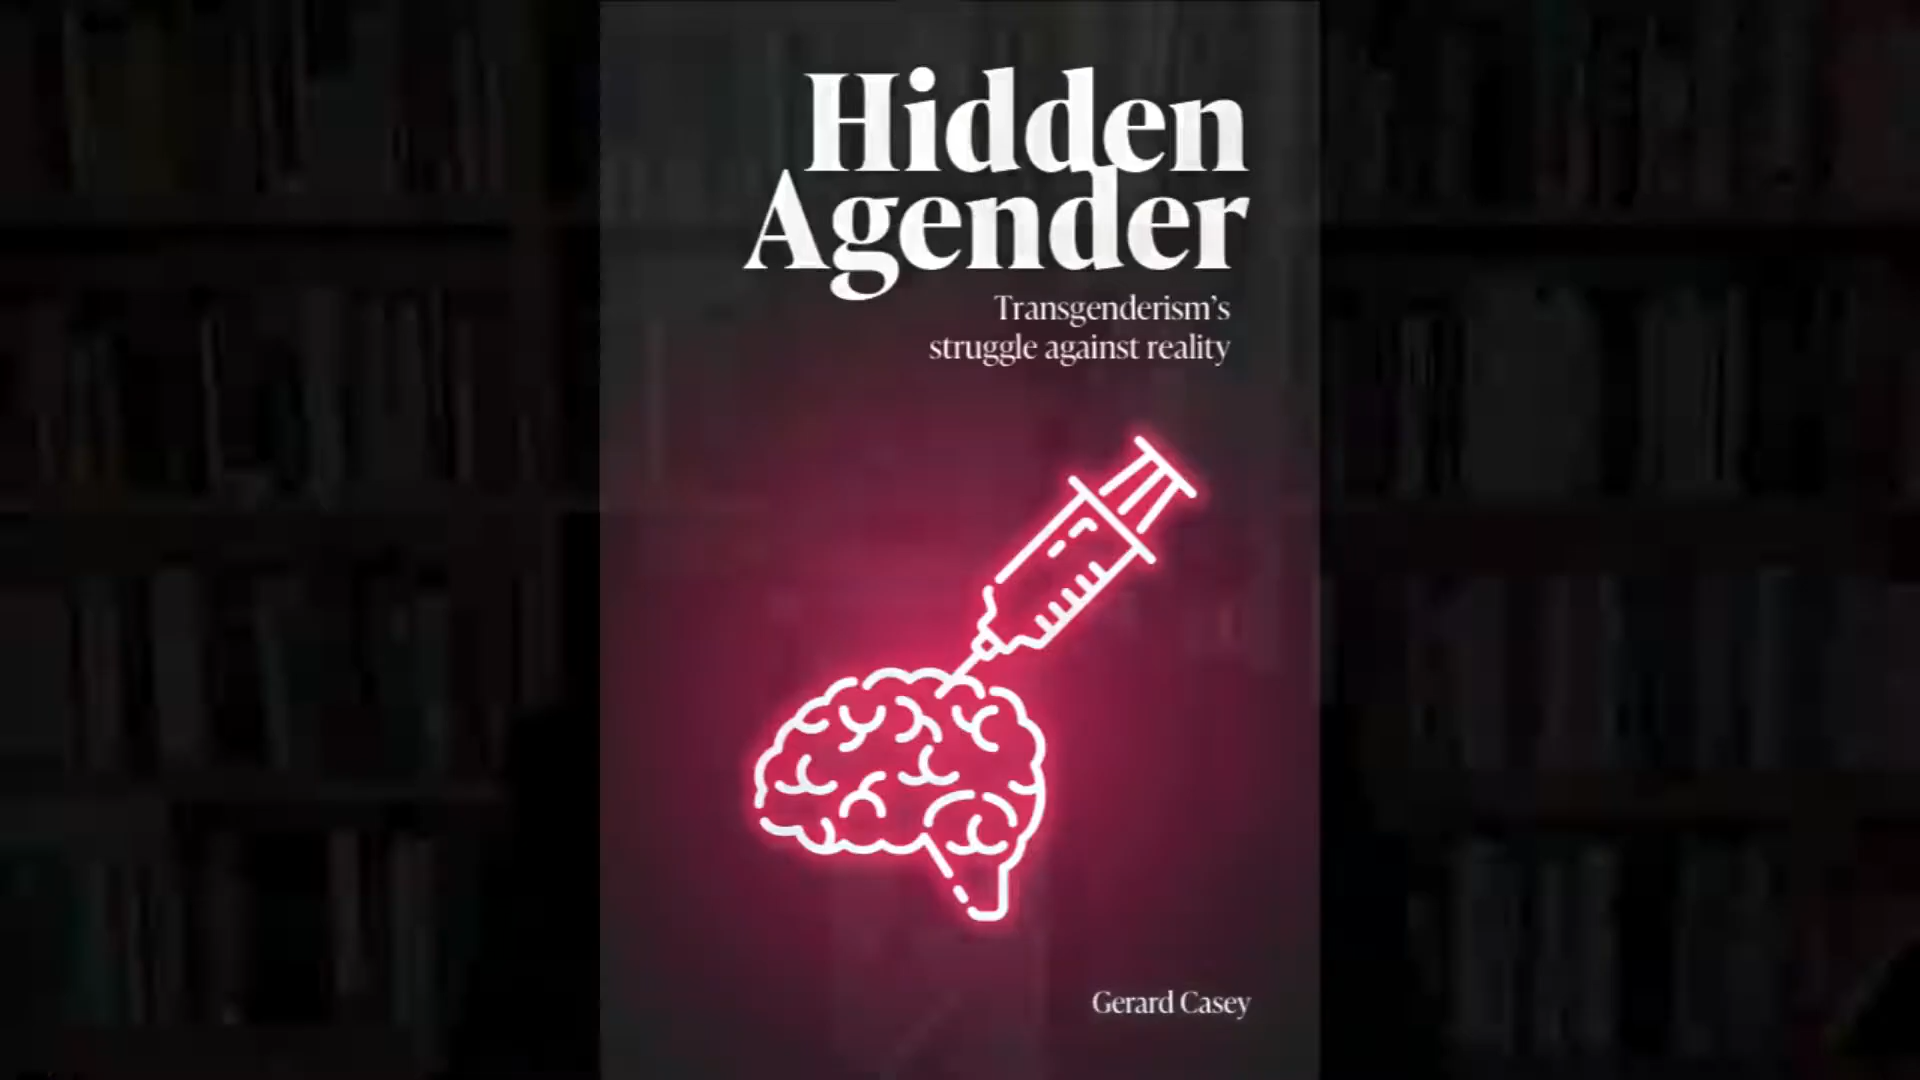 Hidden
Agender
Transgenderism's
struggle against reality
Gerard Casey